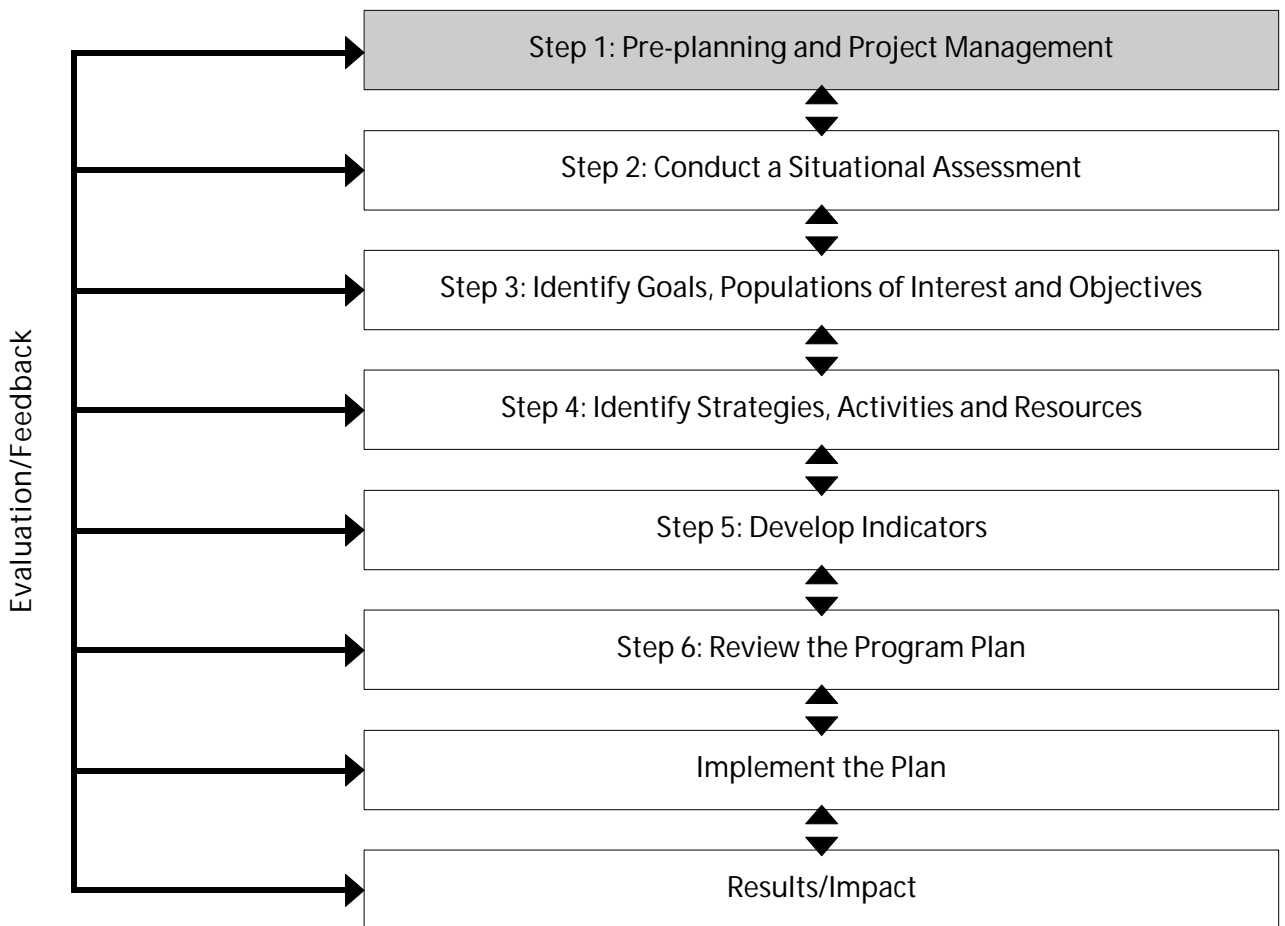 Step 1: Pre-planning and Project Management
Step 2: Conduct a Situational Assessment
Step 3: Identify Goals, Populations of Interest and Objectives
Step 4: Identify Strategies, Activities and Resources
Step 5: Develop Indicators
Step 6: Review the Program Plan
Implement the Plan
Results/Impact
Evaluation/Feedback